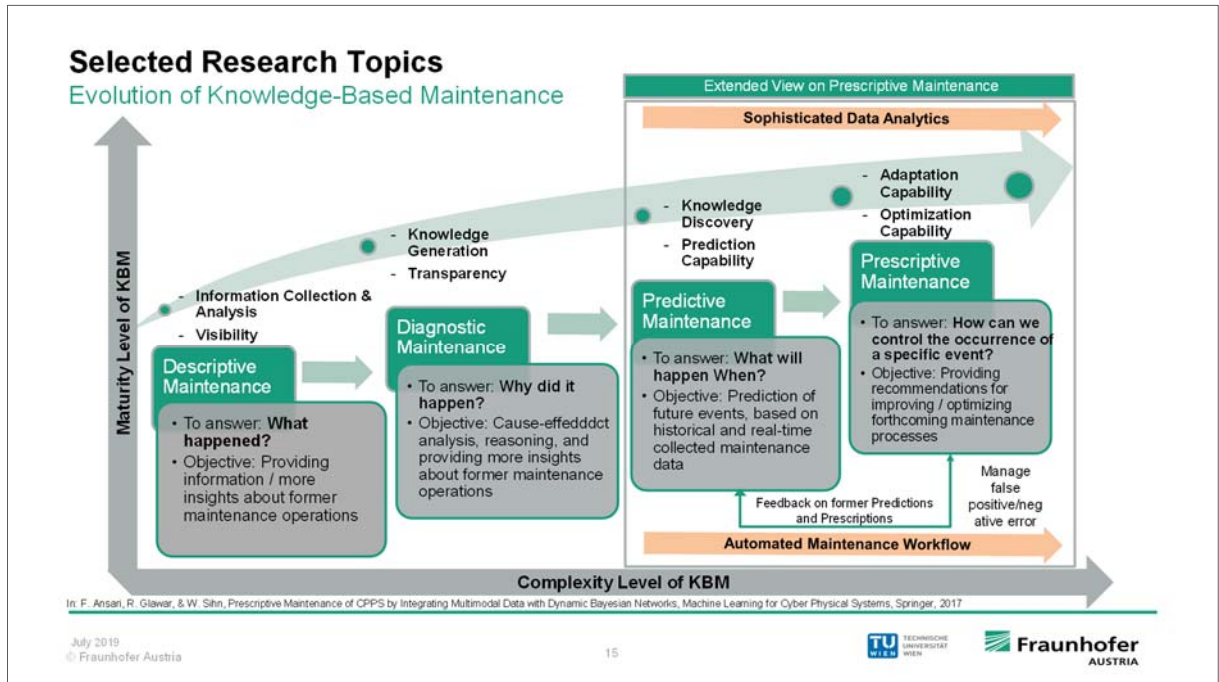 Selected Research Topics
Evolution of Knowledge-Based Maintenance
Extended View on Prescriptive Maintenance
Sophisticated Data Analytics
Maturity Level of KBM
- Information Collection &
Analysis
- Visibility
Descriptive
Maintenance
• To answer: What
happened?
• Objective: Providing
information / more
insights about former
maintenance operations
- Knowledge
Generation
- Transparency
Diagnostic
Maintenance
• To answer: Why did it
happen?
• Objective: Cause-effedddct
analysis, reasoning, and
providing more insights
about former maintenance
operations
- Knowledge
Discovery
- Prediction
Capability
Predictive
Maintenance
• To answer: What will
happen When?
• Objective: Prediction of
future events, based on
historical and real-time
collected maintenance
data
- Adaptation
Capability
- Optimization
Capability
Prescriptive
Maintenance
• To answer: How can we
control the occurrence of
a specific event?
• Objective: Providing
recommendations for
improving / optimizing
forthcoming maintenance
processes
Feedback on former Predictions
and Prescriptions
Manage
false
positive/neg
ative error
Automated Maintenance Workflow
Complexity Level of KBM
In: F. Ansari, R. Glawar, & W. Sihn, Prescriptive Maintenance of CPPS by Integrating Multimodal Data with Dynamic Bayesian Networks, Machine Learning for Cyber Physical Systems, Springer, 2017
July 2019
© Fraunhofer Austria
15
TU
WIEN
TECHNISCHE
UNIVERSITÄT
WIEN
Fraunhofer
AUSTRIA